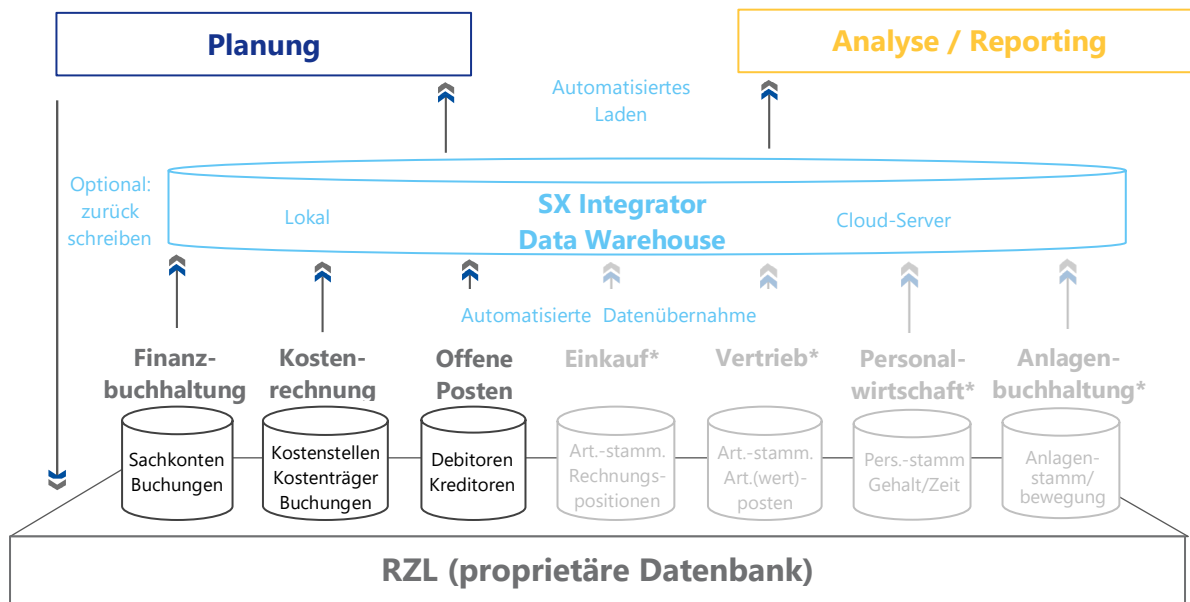 Planung
Analyse / Reporting
Automatisiertes
Laden
Optional:
zurück
schreiben
Lokal
SX Integrator
Data Warehouse
Cloud-Server
Automatisierte Datenübernahme
Finanz-
buchhaltung
Kosten-
rechnung
Offene
Posten
Einkauf*
Vertrieb*
Personal-
wirtschaft*
Anlagen-
buchhaltung*
Sachkonten
Buchungen
Kostenstellen
Kostenträger
Buchungen
Debitoren
Kreditoren
Art.-stamm.
Rechnungs-
positionen
Art.-stamm.
Art.(wert)-
posten
Pers.-stamm
Gehalt/Zeit
Anlagen-
stamm/
bewegung
RZL (proprietäre Datenbank)